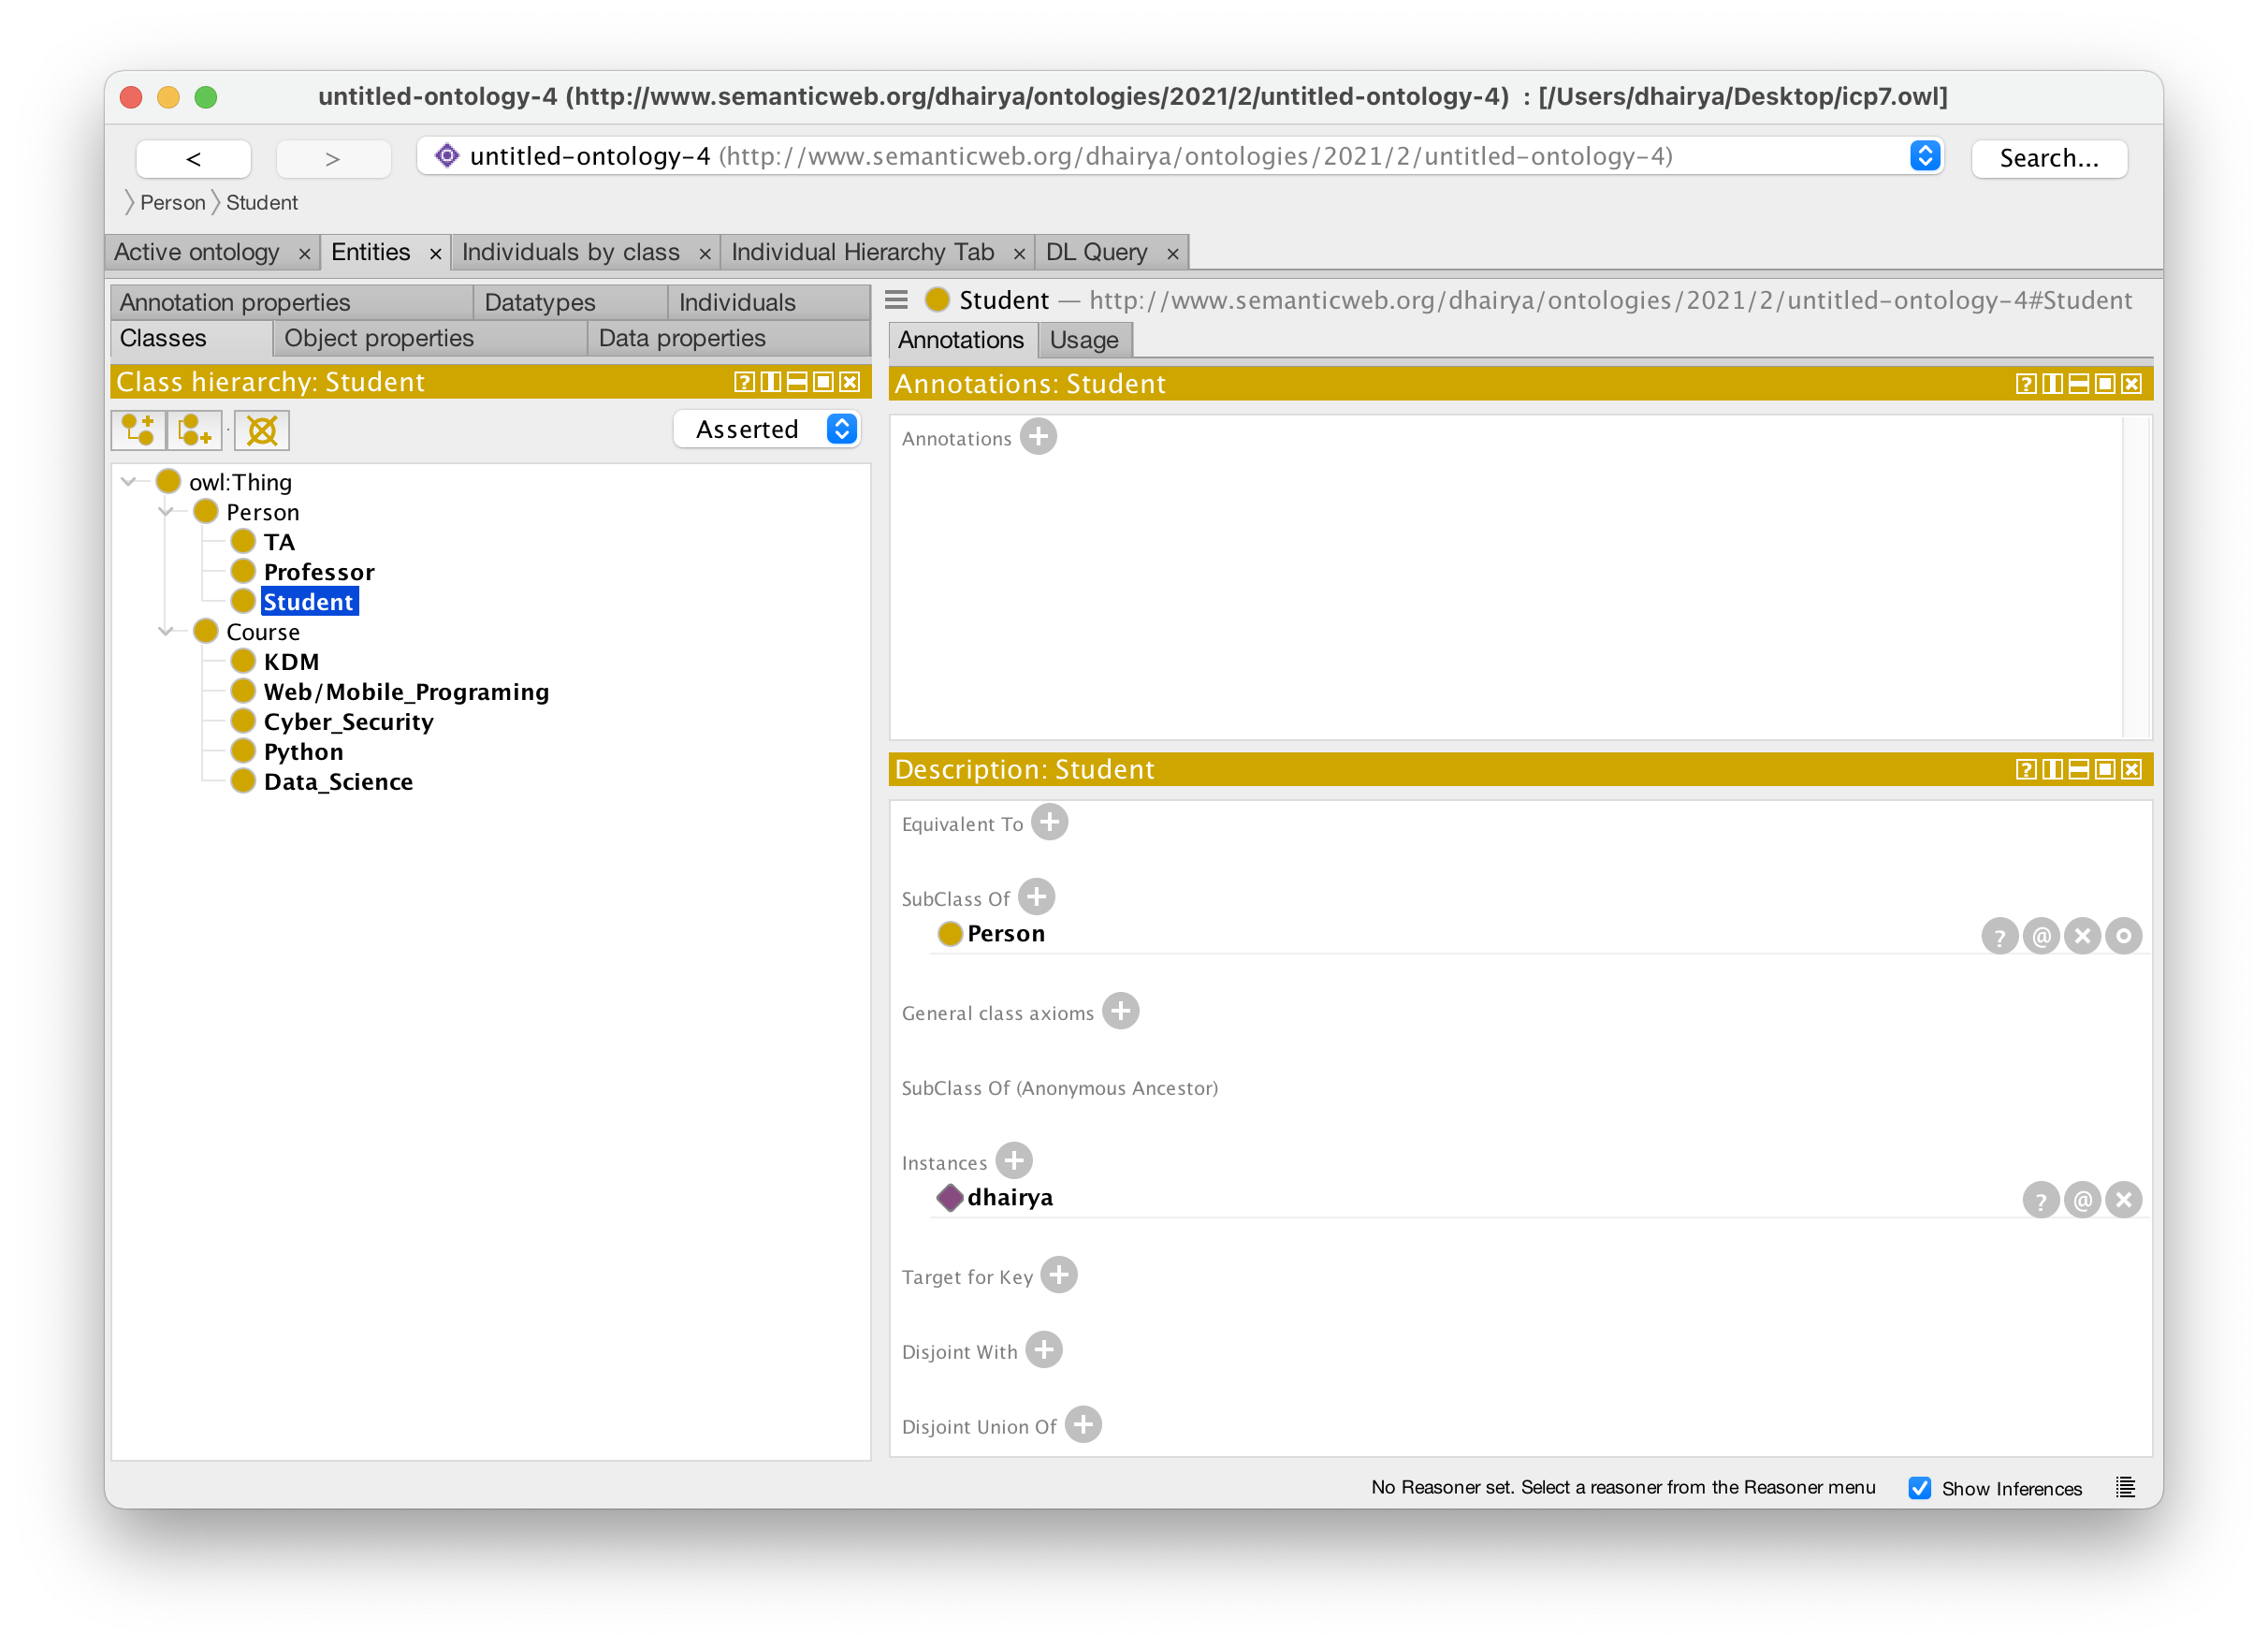 untitled-ontology-4 (http://www.semanticweb.org/dhairya/ontologies/2021/2/untitled-ontology-4) : [/Users/dhairya/Desktop/icp7.owl]
< > untitled-ontology-4 (http://www.semanticweb.org/dhairya/ontologies/2021/2/untitled-ontology-4) Search...
Person Student
Active ontology × Entities × Individuals by class × Individual Hierarchy Tab × DL Query ×
Annotation properties Datatypes Individuals
Classes Object properties Data properties
Class hierarchy: Student
Asserted
owl:Thing
Person
TA
Professor
Student
Course
KDM
Web/Mobile_Programing
Cyber_Security
Python
Data_Science
Student — http://www.semanticweb.org/dhairya/ontologies/2021/2/untitled-ontology-4#Student
Annotations Usage
Annotations: Student
Annotations
Description: Student
Equivalent To
SubClass Of
Person
General class axioms
SubClass Of (Anonymous Ancestor)
Instances
dhairya
Target for Key
Disjoint With
Disjoint Union Of
No Reasoner set. Select a reasoner from the Reasoner menu Show Inferences